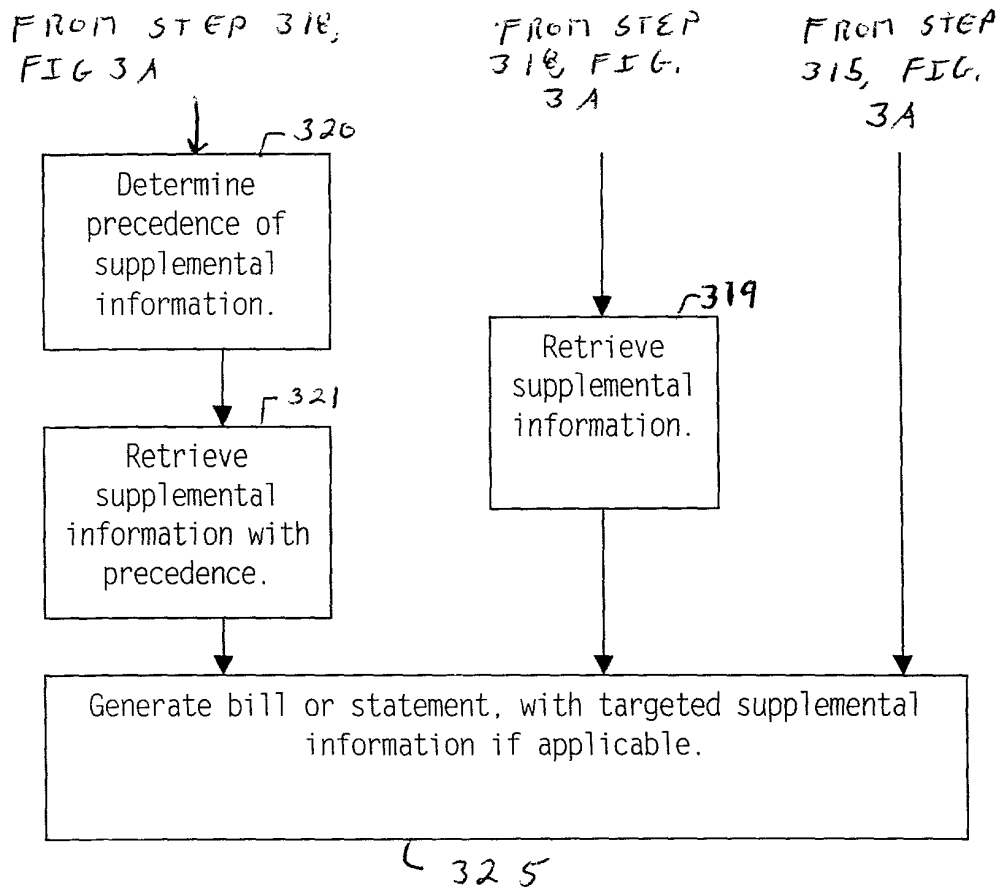 FROM STEP 318,
FIG 3A
FROM STEP
318, FIG.
3A
FROM STEP
315, FIG.
3A
320
Determine
precedence of
supplemental
information.
319
Retrieve
supplemental
information.
321
Retrieve
supplemental
information with
precedence.
Generate bill or statement, with targeted supplemental
information if applicable.
325